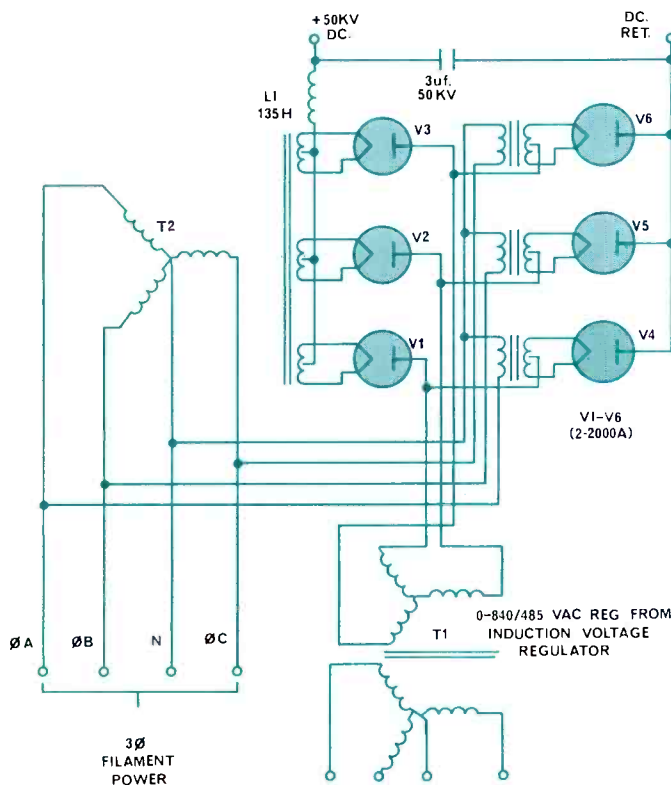 +50KV
DC.
DC.
RET.
3uf.
50KV
L1
135H
V3
V6
T2
V2
V5
V1
V4
V1-V6
(2-2000A)
ØA
ØB
N
ØC
T1
0-840/485 VAC REG FROM
INDUCTION VOLTAGE
REGULATOR
3Ø
FILAMENT
POWER